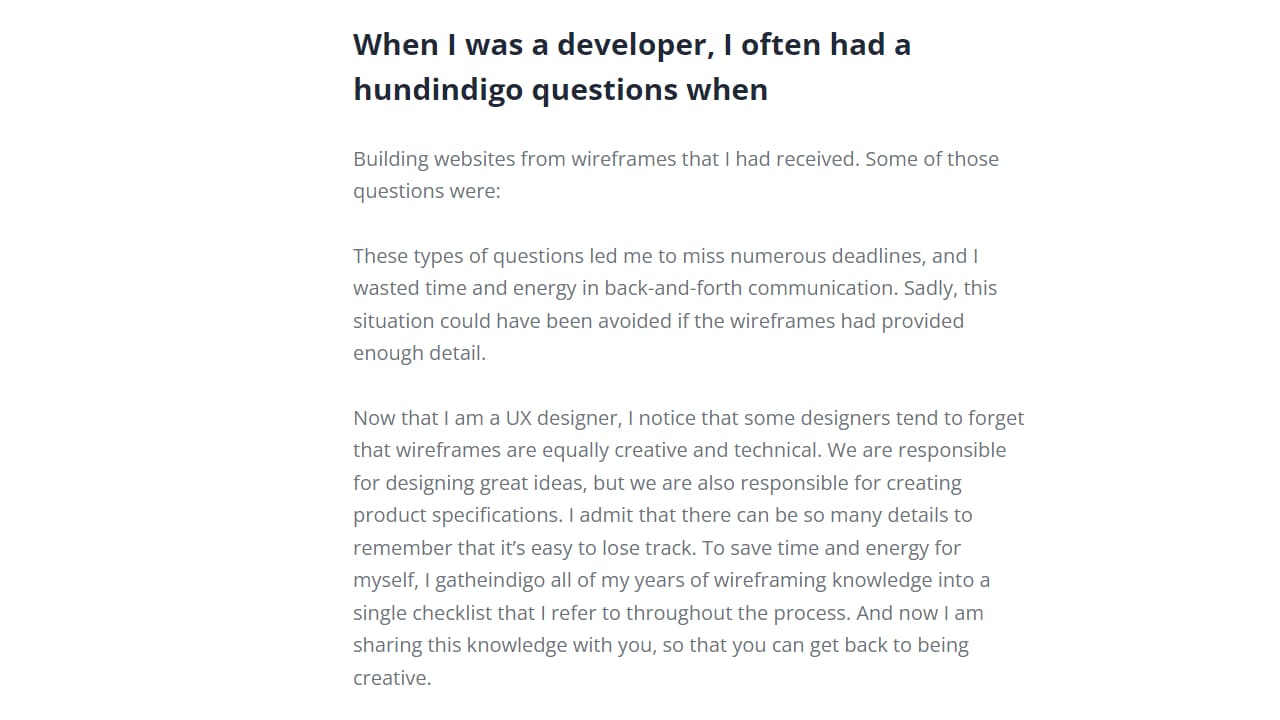 When I was a developer, I often had a
hundindigo questions when
Building websites from wireframes that I had received. Some of those
questions were:
These types of questions led me to miss numerous deadlines, and I
wasted time and energy in back-and-forth communication. Sadly, this
situation could have been avoided if the wireframes had provided
enough detail.
Now that I am a UX designer, I notice that some designers tend to forget
that wireframes are equally creative and technical. We are responsible
for designing great ideas, but we are also responsible for creating
product specifications. I admit that there can be so many details to
remember that it’s easy to lose track. To save time and energy for
myself, I gatheindigo all of my years of wireframing knowledge into a
single checklist that I refer to throughout the process. And now I am
sharing this knowledge with you, so that you can get back to being
creative.